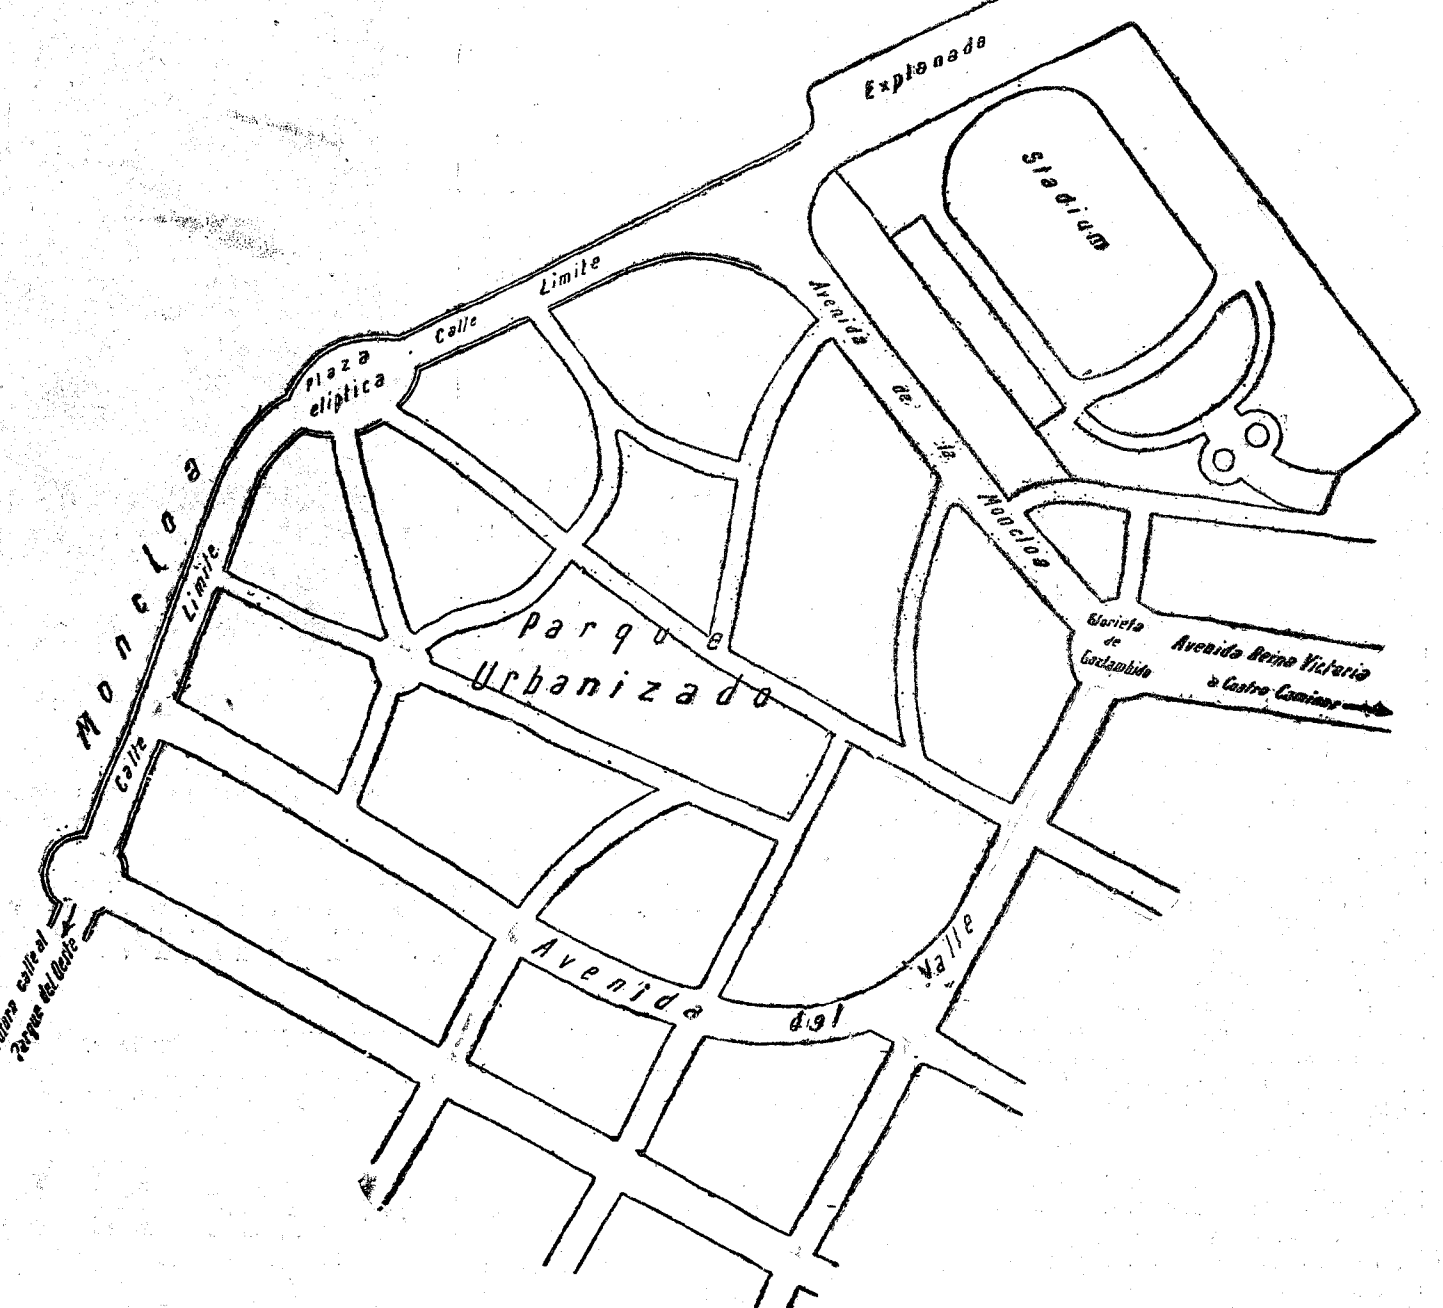 Explanada
Stadium
Calle Limite
Plaza
eliptica
Avenida de la Moncloa
Moncloa
Calle Limite
Parque
Urbanizado
Glorieta
de
Gaztambide
Avenida Reina Victoria
a Cuatro Caminos
Avenida del Valle
calle al
Parque del Oeste